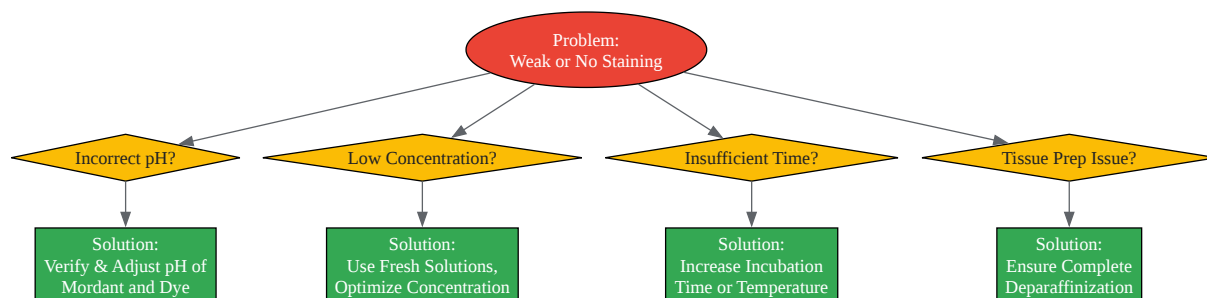 Problem:
Weak or No Staining
Incorrect pH?
Low Concentration?
Insufficient Time?
Tissue Prep Issue?
Solution:
Verify & Adjust pH of
Mordant and Dye
Solution:
Use Fresh Solutions,
Optimize Concentration
Solution:
Increase Incubation
Time or Temperature
Solution:
Ensure Complete
Deparaffinization